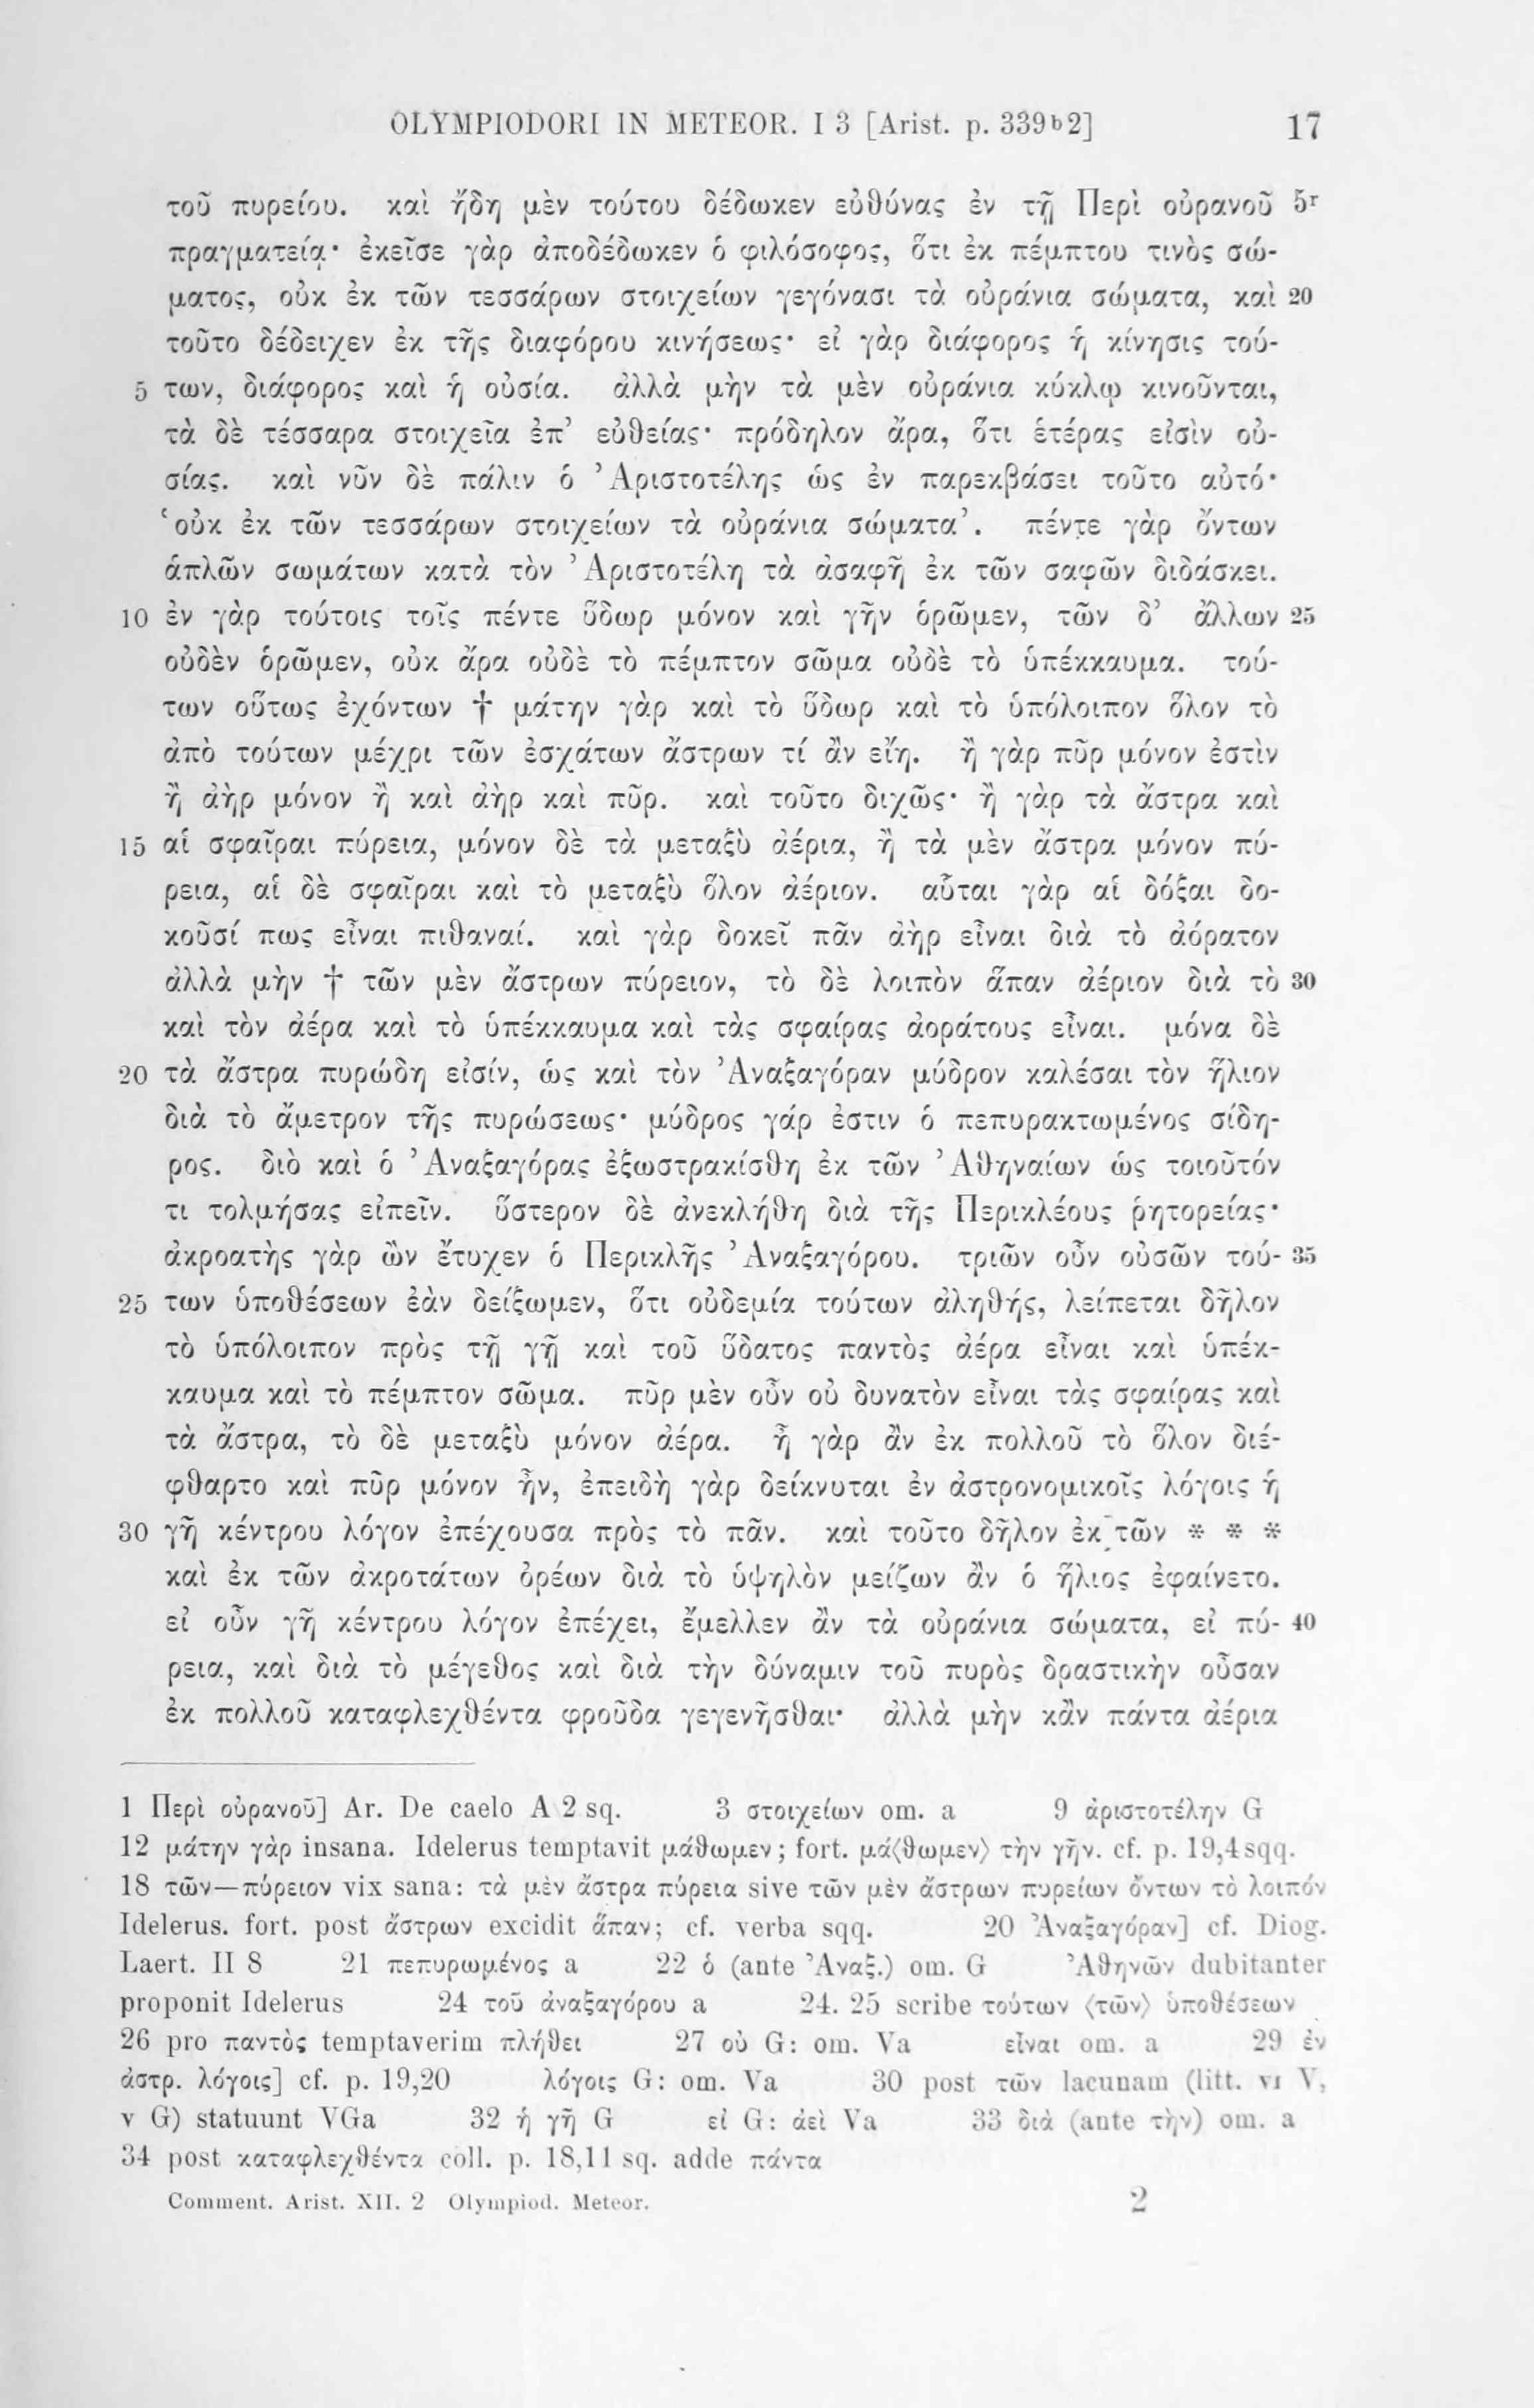 OLYMPIODORI IN METEOR. I 3 [Arist. p. 339ᵇ2] 17
τοῦ πυρείου. καὶ ἤδη μὲν τούτου δέδωκεν εὐθύνας ἐν τῇ Περὶ οὐρανοῦ 5ʳ
πραγματείᾳ· ἐκεῖσε γὰρ ἀποδέδωκεν ὁ φιλόσοφος, ὅτι ἐκ πέμπτου τινὸς σώ-
ματος, οὐκ ἐκ τῶν τεσσάρων στοιχείων γεγόνασι τὰ οὐράνια σώματα, καὶ 20
τοῦτο δέδειχεν ἐκ τῆς διαφόρου κινήσεως· εἰ γὰρ διάφορος ἡ κίνησις τού-
5 των, διάφορος καὶ ἡ οὐσία. ἀλλὰ μὴν τὰ μὲν οὐράνια κύκλῳ κινοῦνται,
τὰ δὲ τέσσαρα στοιχεῖα ἐπ’ εὐθείας· πρόδηλον ἄρα, ὅτι ἑτέρας εἰσὶν οὐ-
σίας. καὶ νῦν δὲ πάλιν ὁ Ἀριστοτέλης ὡς ἐν παρεκβάσει τοῦτο αὐτό·
‘οὐκ ἐκ τῶν τεσσάρων στοιχείων τὰ οὐράνια σώματα’. πέντε γὰρ ὄντων
ἁπλῶν σωμάτων κατὰ τὸν Ἀριστοτέλη τὰ ἀσαφῆ ἐκ τῶν σαφῶν διδάσκει.
10 ἐν γὰρ τούτοις τοῖς πέντε ὕδωρ μόνον καὶ γῆν ὁρῶμεν, τῶν δ’ ἄλλων 25
οὐδὲν ὁρῶμεν, οὐκ ἄρα οὐδὲ τὸ πέμπτον σῶμα οὐδὲ τὸ ὑπέκκαυμα. τού-
των οὕτως ἐχόντων † μάτην γὰρ καὶ τὸ ὕδωρ καὶ τὸ ὑπόλοιπον ὅλον τὸ
ἀπὸ τούτων μέχρι τῶν ἐσχάτων ἄστρων τί ἂν εἴη. ἢ γὰρ πῦρ μόνον ἐστὶν
ἢ ἀὴρ μόνον ἢ καὶ ἀὴρ καὶ πῦρ. καὶ τοῦτο διχῶς· ἢ γὰρ τὰ ἄστρα καὶ
15 αἱ σφαῖραι πύρεια, μόνον δὲ τὰ μεταξὺ ἀέρια, ἢ τὰ μὲν ἄστρα μόνον πύ-
ρεια, αἱ δὲ σφαῖραι καὶ τὸ μεταξὺ ὅλον ἀέριον. αὗται γὰρ αἱ δόξαι δο-
κοῦσί πως εἶναι πιθαναί. καὶ γὰρ δοκεῖ πᾶν ἀὴρ εἶναι διὰ τὸ ἀόρατον
ἀλλὰ μὴν † τῶν μὲν ἄστρων πύρειον, τὸ δὲ λοιπὸν ἅπαν ἀέριον διὰ τὸ 30
καὶ τὸν ἀέρα καὶ τὸ ὑπέκκαυμα καὶ τὰς σφαίρας ἀοράτους εἶναι. μόνα δὲ
20 τὰ ἄστρα πυρώδη εἰσίν, ὡς καὶ τὸν Ἀναξαγόραν μύδρον καλέσαι τὸν ἥλιον
διὰ τὸ ἄμετρον τῆς πυρώσεως· μύδρος γάρ ἐστιν ὁ πεπυρακτωμένος σίδη-
ρος. διὸ καὶ ὁ Ἀναξαγόρας ἐξωστρακίσθη ἐκ τῶν Ἀθηναίων ὡς τοιοῦτόν
τι τολμήσας εἰπεῖν. ὕστερον δὲ ἀνεκλήθη διὰ τῆς Περικλέους ῥητορείας·
ἀκροατὴς γὰρ ὢν ἔτυχεν ὁ Περικλῆς Ἀναξαγόρου. τριῶν οὖν οὐσῶν τού- 35
25 των ὑποθέσεων ἐὰν δείξωμεν, ὅτι οὐδεμία τούτων ἀληθής, λείπεται δῆλον
τὸ ὑπόλοιπον πρὸς τῇ γῇ καὶ τοῦ ὕδατος παντὸς ἀέρα εἶναι καὶ ὑπέκ-
καυμα καὶ τὸ πέμπτον σῶμα. πῦρ μὲν οὖν οὐ δυνατὸν εἶναι τὰς σφαίρας καὶ
τὰ ἄστρα, τὸ δὲ μεταξὺ μόνον ἀέρα. ἦ γὰρ ἂν ἐκ πολλοῦ τὸ ὅλον διέ-
φθαρτο καὶ πῦρ μόνον ἦν, ἐπειδὴ γὰρ δείκνυται ἐν ἀστρονομικοῖς λόγοις ἡ
30 γῆ κέντρου λόγον ἐπέχουσα πρὸς τὸ πᾶν. καὶ τοῦτο δῆλον ἐκ τῶν * * *
καὶ ἐκ τῶν ἀκροτάτων ὀρέων διὰ τὸ ὑψηλὸν μείζων ἂν ὁ ἥλιος ἐφαίνετο.
εἰ οὖν γῆ κέντρου λόγον ἐπέχει, ἔμελλεν ἂν τὰ οὐράνια σώματα, εἰ πύ- 40
ρεια, καὶ διὰ τὸ μέγεθος καὶ διὰ τὴν δύναμιν τοῦ πυρὸς δραστικὴν οὖσαν
ἐκ πολλοῦ καταφλεχθέντα φροῦδα γεγενῆσθαι· ἀλλὰ μὴν κἂν πάντα ἀέρια
1 Περὶ οὐρανοῦ] Ar. De caelo A 2 sq. 3 στοιχείων om. a 9 ἀριστοτέλην G
12 μάτην γὰρ insana. Idelerus temptavit μάθωμεν; fort. μά⟨θωμεν⟩ τὴν γῆν. cf. p. 19,4 sqq.
18 τῶν—πύρειον vix sana: τὰ μὲν ἄστρα πύρεια sive τῶν μὲν ἄστρων πυρείων ὄντων τὸ λοιπόν
Idelerus. fort. post ἄστρων excidit ἅπαν; cf. verba sqq. 20 Ἀναξαγόραν] cf. Diog.
Laert. II 8 21 πεπυρωμένος a 22 ὁ (ante Ἀναξ.) om. G Ἀθηνῶν dubitanter
proponit Idelerus 24 τοῦ ἀναξαγόρου a 24. 25 scribe τούτων ⟨τῶν⟩ ὑποθέσεων
26 pro παντὸς temptaverim πλήθει 27 οὐ G: om. Va εἶναι om. a 29 ἐν
ἀστρ. λόγοις] cf. p. 19,20 λόγοις G: om. Va 30 post τῶν lacunam (litt. VI V,
V G) statuunt VGa 32 ἡ γῆ G εἰ G: ἀεὶ Va 33 διὰ (ante τὴν) om. a
34 post καταφλεχθέντα coll. p. 18,11 sq. adde πάντα
Comment. Arist. XII. 2 Olympiod. Meteor. 2